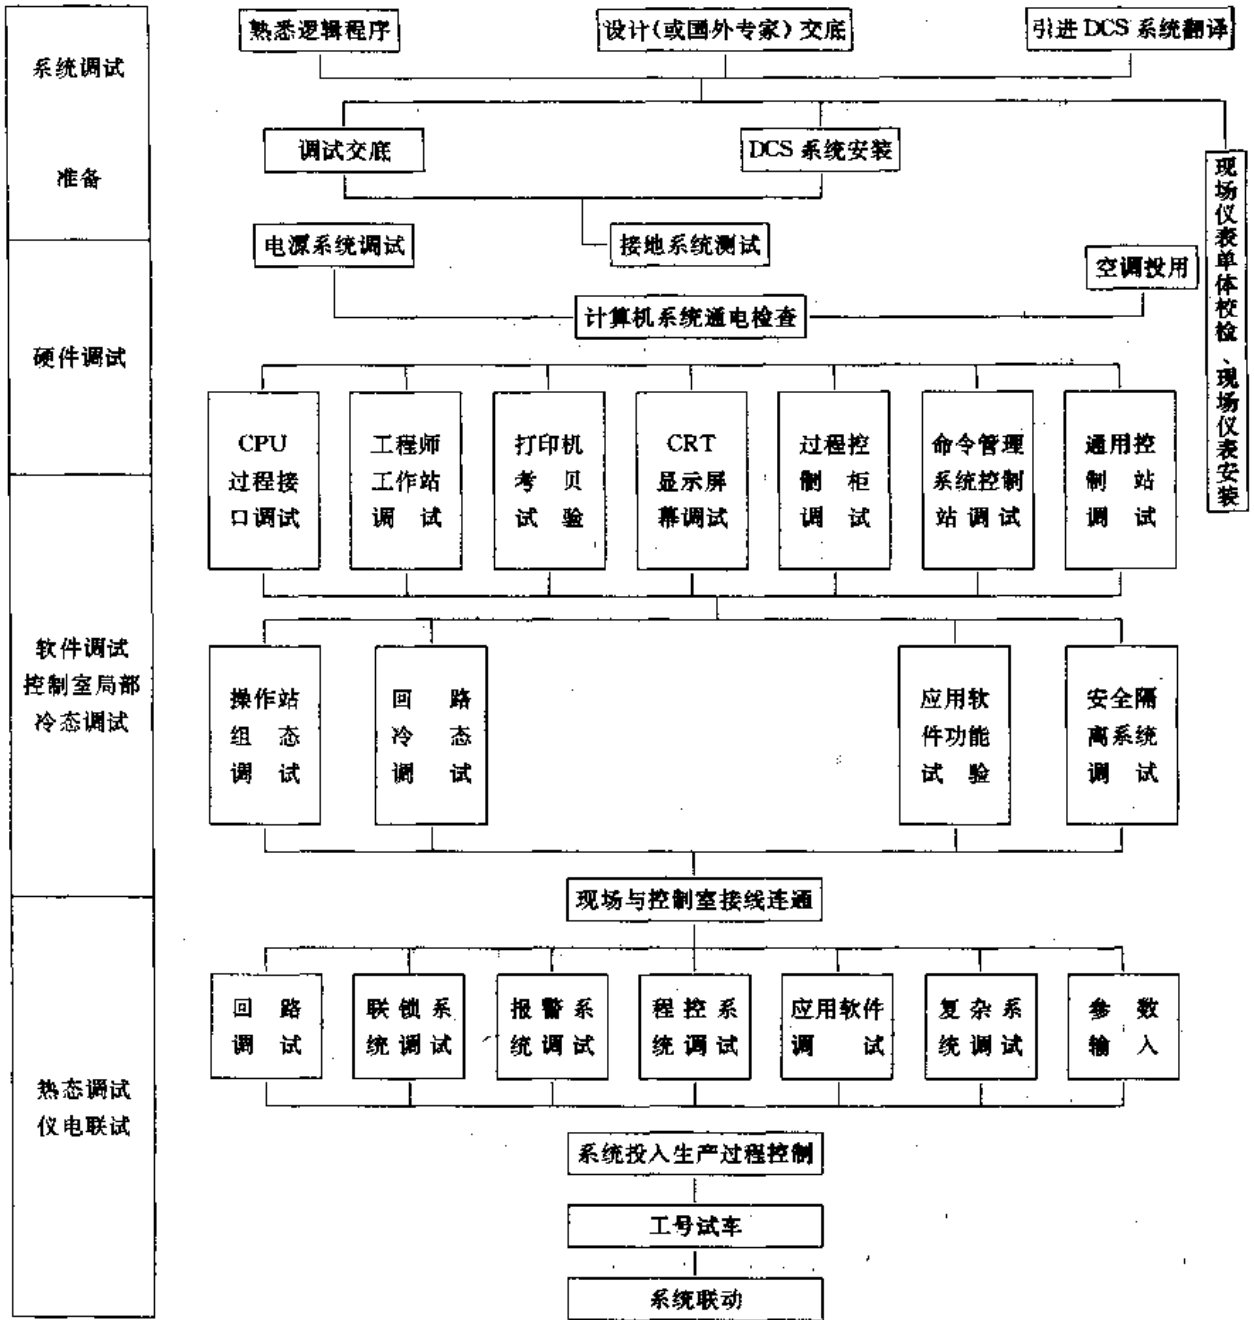 系统调试
准备
熟悉逻辑程序
设计(或国外专家)交底
引进 DCS 系统翻译
调试交底
DCS 系统安装
现场仪表单体校检、现场仪表安装
电源系统调试
接地系统测试
空调投用
计算机系统通电检查
硬件调试
CPU
过程接
口调试
工程师
工作站
调试
打印机
考贝
试验
CRT
显示屏
幕调试
过程控
制柜
调试
命令管理
系统控制
站调试
通用控
制站
调试
软件调试
控制室局部
冷态调试
操作站
组态
调试
回路
冷态
调试
应用软
件功能
试验
安全隔
离系统
调试
现场与控制室接线连通
热态调试
仪电联试
回路
调试
联锁系
统调试
报警系
统调试
程控系
统调试
应用软件
调试
复杂系
统调试
参数
输入
系统投入生产过程控制
工号试车
系统联动